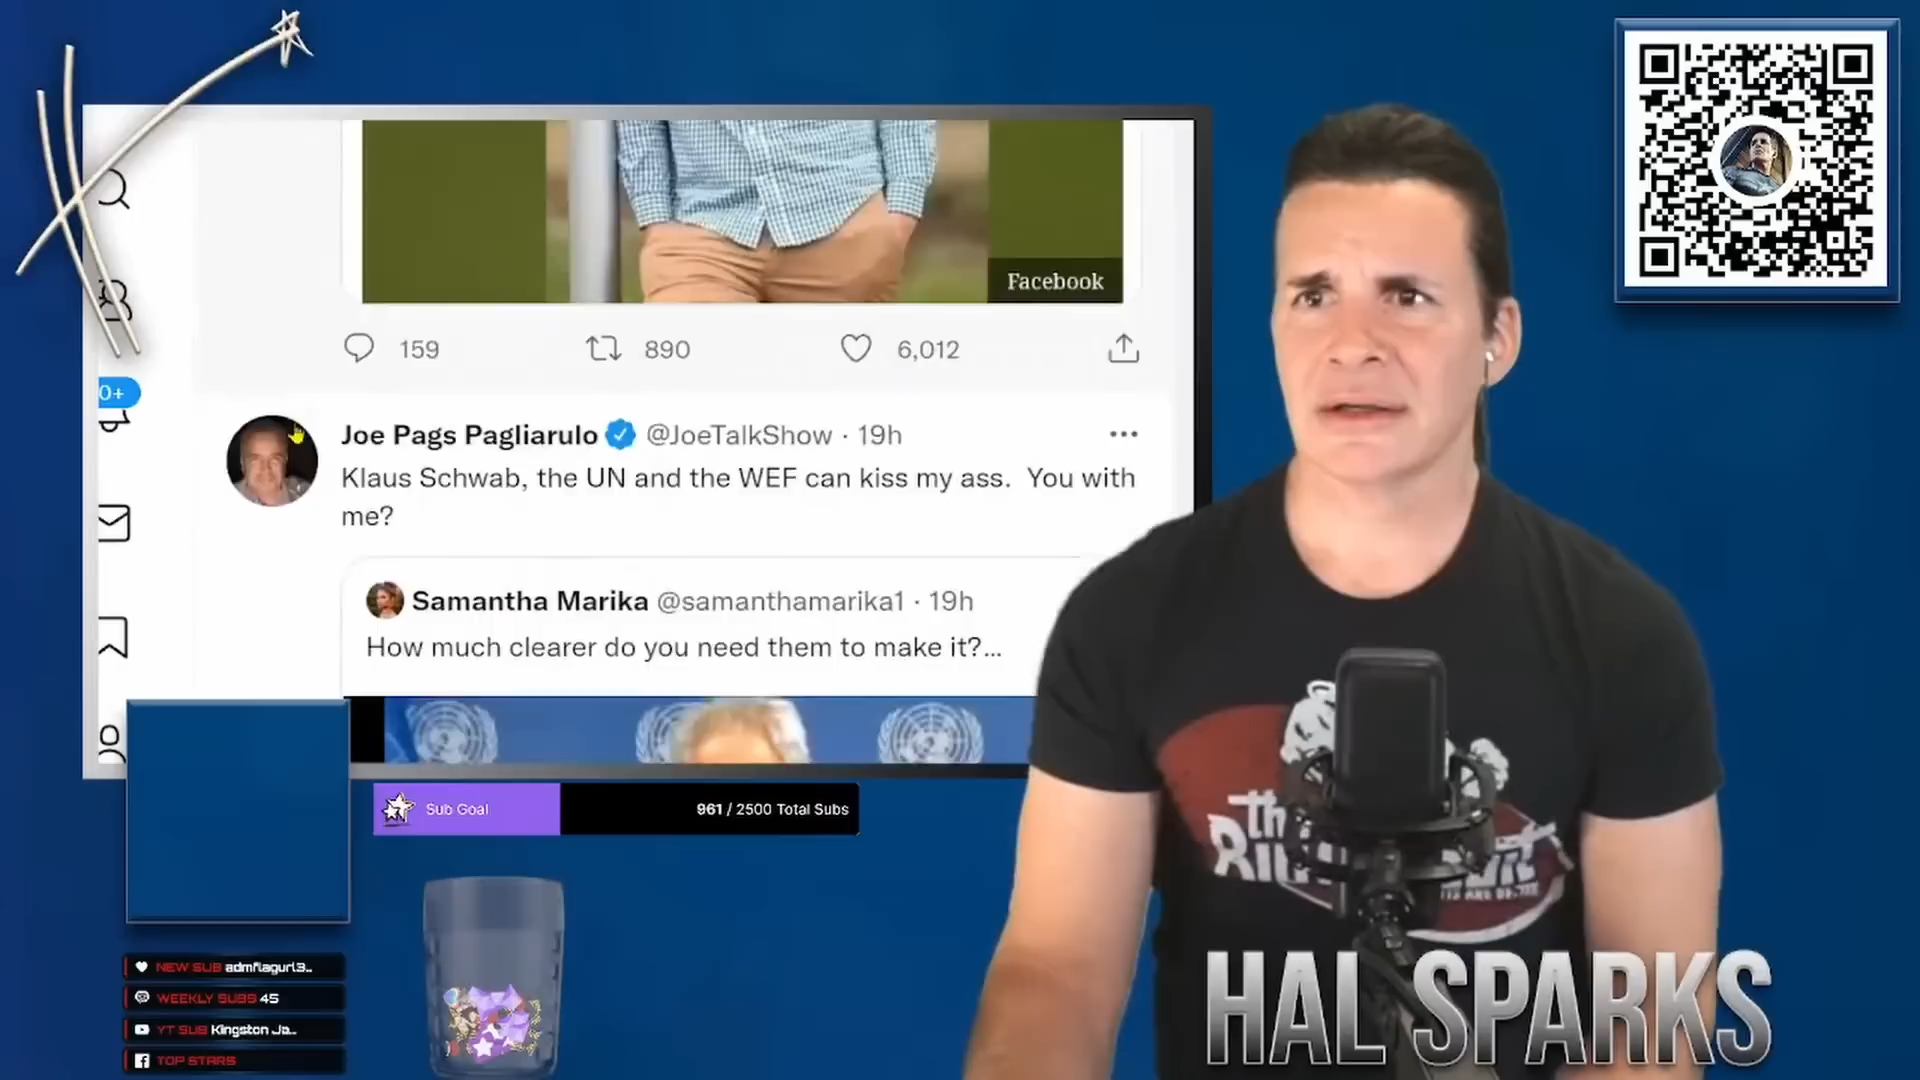 Facebook
159 890 6,012
0+
Joe Pags Pagliarulo @JoeTalkShow · 19h
Klaus Schwab, the UN and the WEF can kiss my ass. You with
me?
Samantha Marika @samanthamarika1 · 19h
How much clearer do you need them to make it?...
Sub Goal 961 / 2500 Total Subs
NEW SUB admflagurl3..
WEEKLY SUBS 45
YT SUB Kingston Ja..
TOP STARS
HAL SPARKS